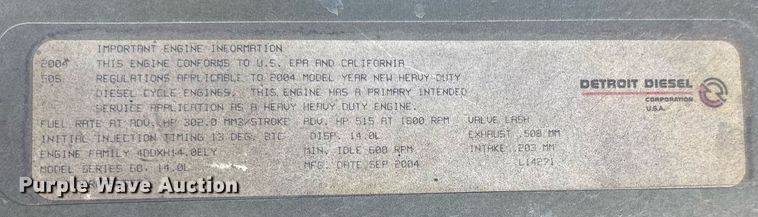 IMPORTANT ENGINE INFORMATION
2004 THIS ENGINE CONFORMS TO U.S. EPA AND CALIFORNIA
50S REGULATIONS APPLICABLE TO 2004 MODEL YEAR NEW HEAVY DUTY
DIESEL CYCLE ENGINES. THIS ENGINE HAS A PRIMARY INTENDED
SERVICE APPLICATION AS A HEAVY HEAVY DUTY ENGINE.
DETROIT DIESEL
CORPORATION
U.S.A.
FUEL RATE AT ADV. HP 302.0 MM3/STROKE ADV. HP 515 AT 1800 RPM VALVE LASH
INITIAL INJECTION TIMING 13 DEG. BTC DISP. 14.0L EXHAUST .508 MM
ENGINE FAMILY 4DDXH14.0ELY MIN. IDLE 600 RPM INTAKE .203 MM
MODEL SERIES 60, 14.0L MFG. DATE SEP 2004 L14271
Purple Wave Auction